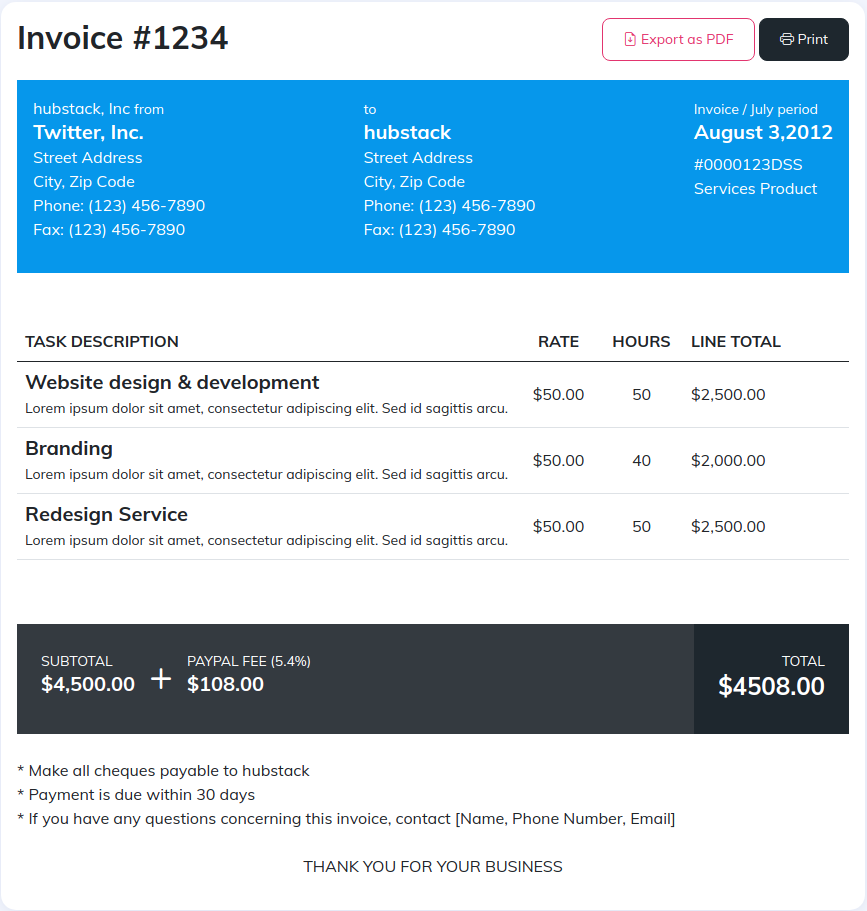 Invoice #1234
Export as PDF
Print
hubstack, Inc from
Twitter, Inc.
Street Address
City, Zip Code
Phone: (123) 456-7890
Fax: (123) 456-7890
to
hubstack
Street Address
City, Zip Code
Phone: (123) 456-7890
Fax: (123) 456-7890
Invoice / July period
August 3,2012
#0000123DSS
Services Product
TASK DESCRIPTION RATE HOURS LINE TOTAL
Website design & development
Lorem ipsum dolor sit amet, consectetur adipiscing elit. Sed id sagittis arcu.
$50.00 50 $2,500.00
Branding
Lorem ipsum dolor sit amet, consectetur adipiscing elit. Sed id sagittis arcu.
$50.00 40 $2,000.00
Redesign Service
Lorem ipsum dolor sit amet, consectetur adipiscing elit. Sed id sagittis arcu.
$50.00 50 $2,500.00
SUBTOTAL
$4,500.00
+
PAYPAL FEE (5.4%)
$108.00
TOTAL
$4508.00
* Make all cheques payable to hubstack
* Payment is due within 30 days
* If you have any questions concerning this invoice, contact [Name, Phone Number, Email]
THANK YOU FOR YOUR BUSINESS